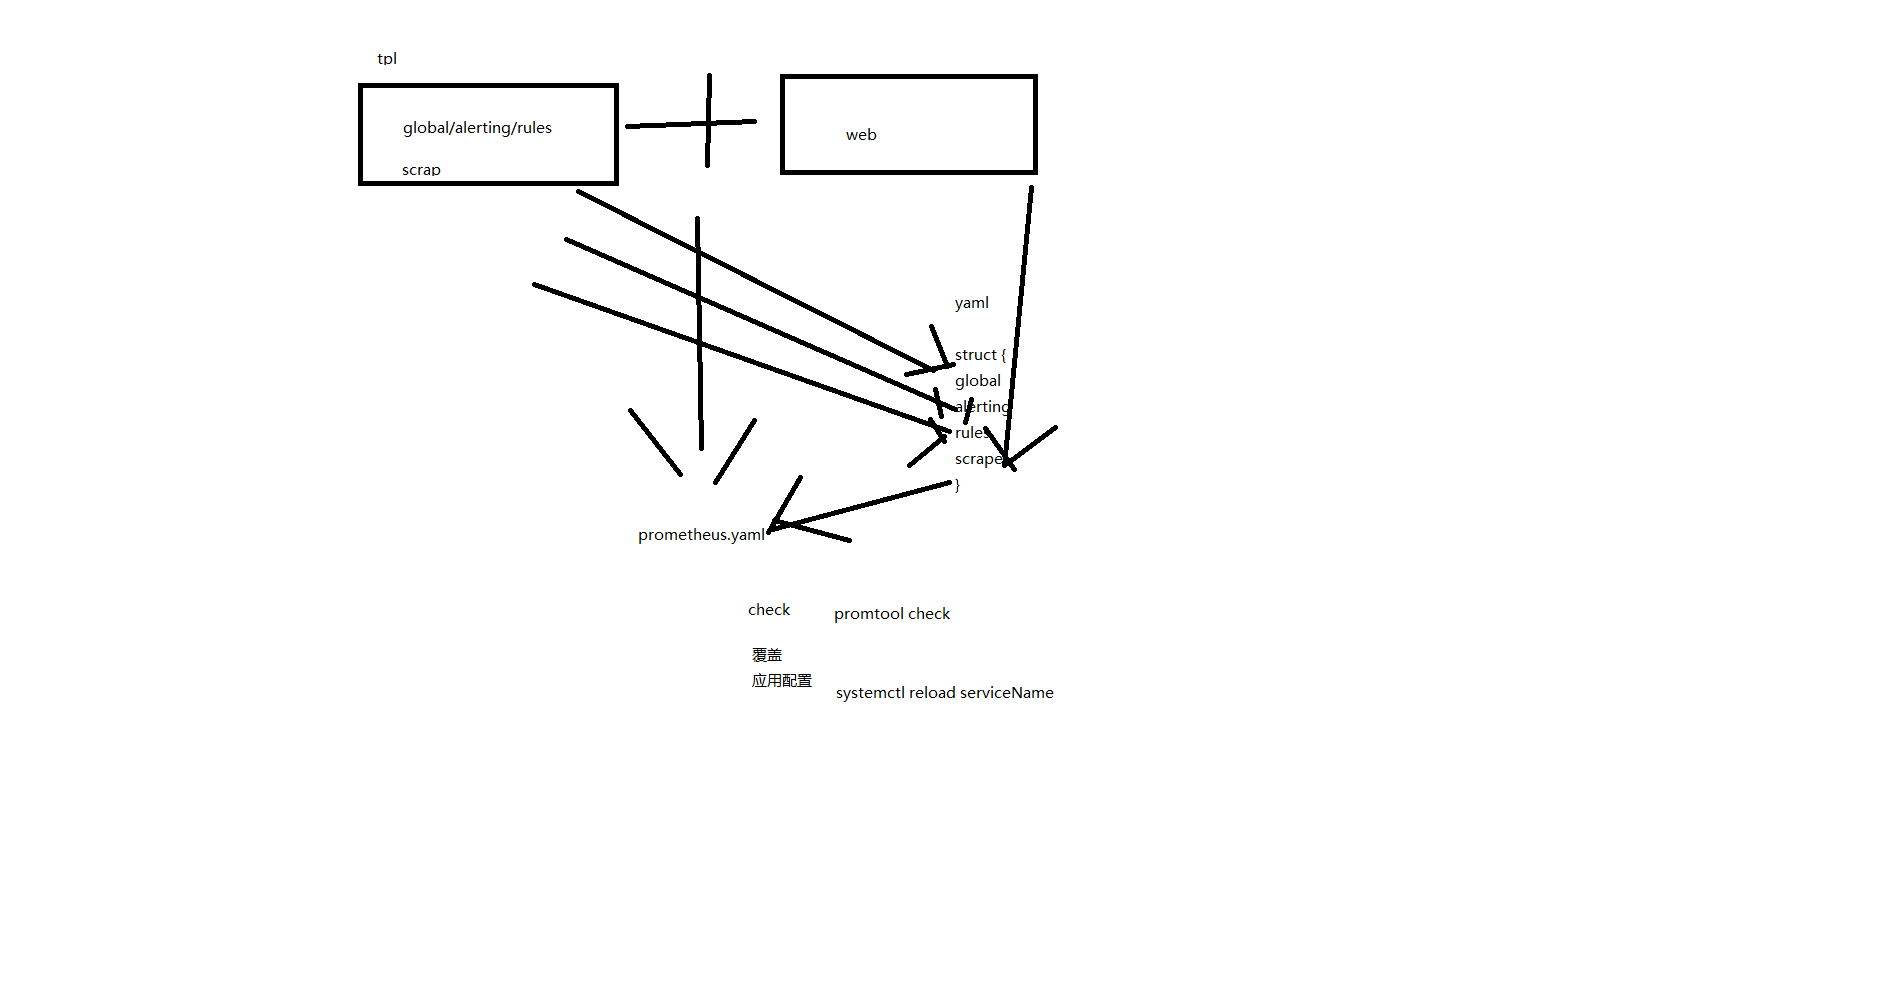 tpl
global/alerting/rules
scrap
web
yaml
struct {
global
alerting
rules
scrape
}
prometheus.yaml
check
promtool check
覆盖
应用配置
systemctl reload serviceName